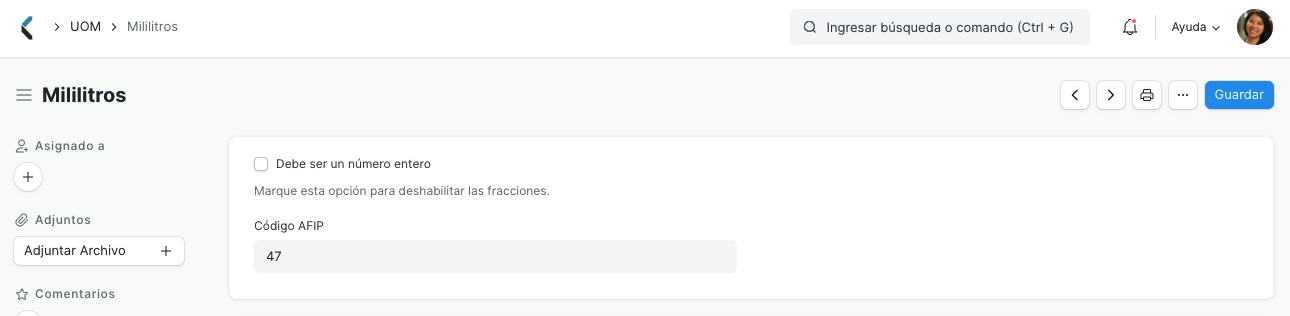 UOM Mililitros
Ingresar búsqueda o comando (Ctrl + G)
Ayuda
Mililitros
Guardar
Asignado a
Adjuntos
Adjuntar Archivo
Comentarios
Debe ser un número entero
Marque esta opción para deshabilitar las fracciones.
Código AFIP
47